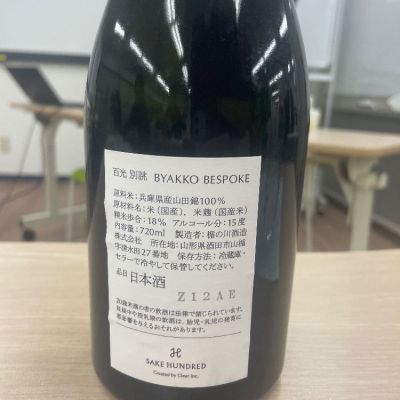 百光 別誂 BYAKKO BESPOKE
原料米：兵庫県産山田錦100%
原材料名：米（国産）、米麹（国産米）
精米歩合：18% アルコール分：15度
内容量：720ml 製造者：楯の川酒造
株式会社 所在地：山形県酒田市山楯
字清水田27番地 保存方法：冷蔵庫・
セラーで冷やして保管してください。
品目 日本酒
Z12AE
20歳未満の者の飲酒は法律で禁じられています。
妊娠中や授乳期の飲酒は、胎児・乳児の発育に
悪影響を与えるおそれがあります。
SAKE HUNDRED
Created by Clear Inc.